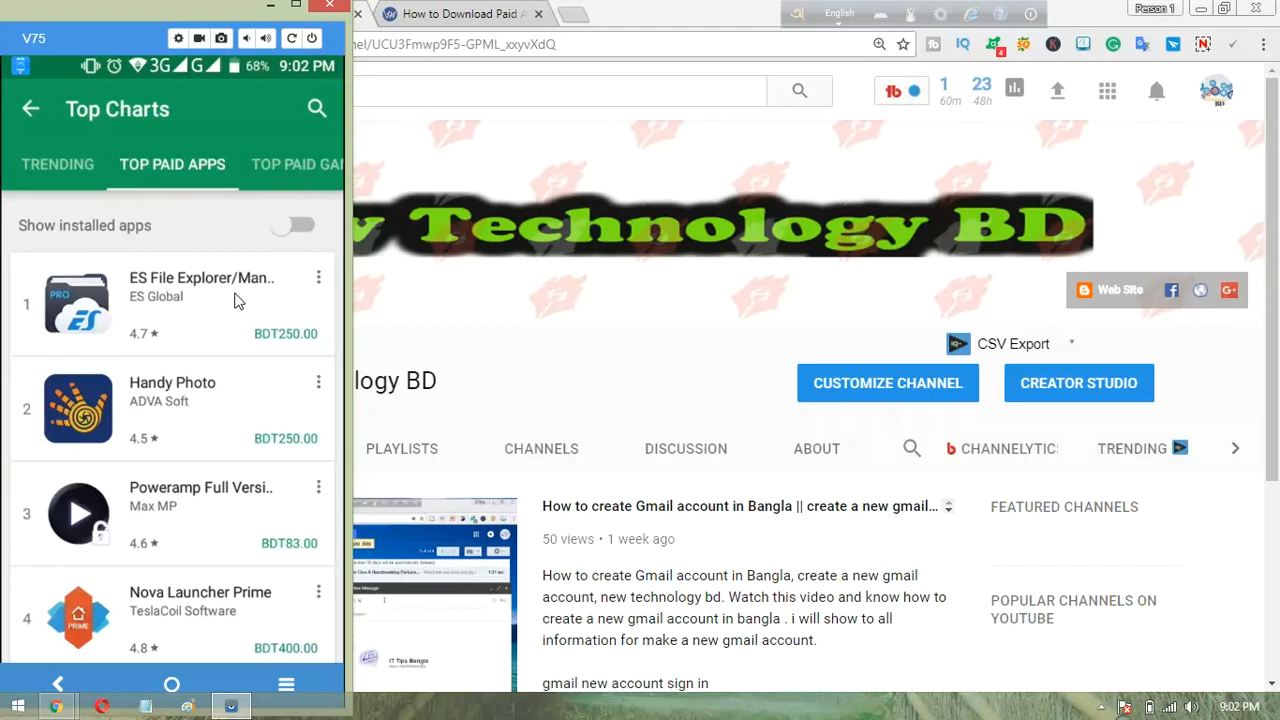 V75
3G G 68% 9:02 PM
Top Charts
TRENDING TOP PAID APPS TOP PAID GA
Show installed apps
1
PRO
ES File Explorer/Man..
ES Global
4.7 ★ BDT250.00
2
Handy Photo
ADVA Soft
4.5 ★ BDT250.00
3
Poweramp Full Versi..
Max MP
4.6 ★ BDT83.00
4
PRIME
Nova Launcher Prime
TeslaCoil Software
4.8 ★ BDT400.00
How to Download Paid A
English
Person 1
nel/UCU3Fmwp9F5-GPML_xxyvXdQ
1 60m 23 48h
Technology BD
Web Site
CSV Export
logy BD
CUSTOMIZE CHANNEL CREATOR STUDIO
PLAYLISTS CHANNELS DISCUSSION ABOUT CHANNELYTIC TRENDING
How to create Gmail account in Bangla || create a new gmail...
50 views • 1 week ago
How to create Gmail account in Bangla, create a new gmail
account, new technology bd. Watch this video and know how to
create a new gmail account in bangla . i will show to all
information for make a new gmail account.
gmail new account sign in
FEATURED CHANNELS
POPULAR CHANNELS ON
YOUTUBE
IT Tips Bangla
9:02 PM